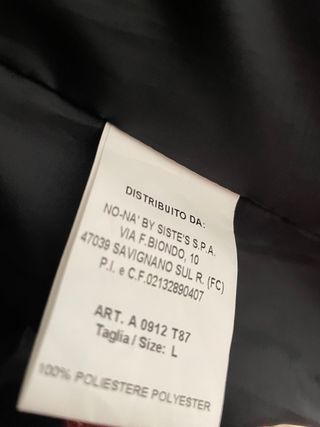 DISTRIBUITO DA:
NO-NA' BY SISTE'S S.P.A.
VIA F.BIONDO, 10
47039 SAVIGNANO SUL R. (FC)
P.I. e C.F.02132890407
ART. A 0912 T87
Taglia / Size: L
100% POLIESTERE POLYESTER